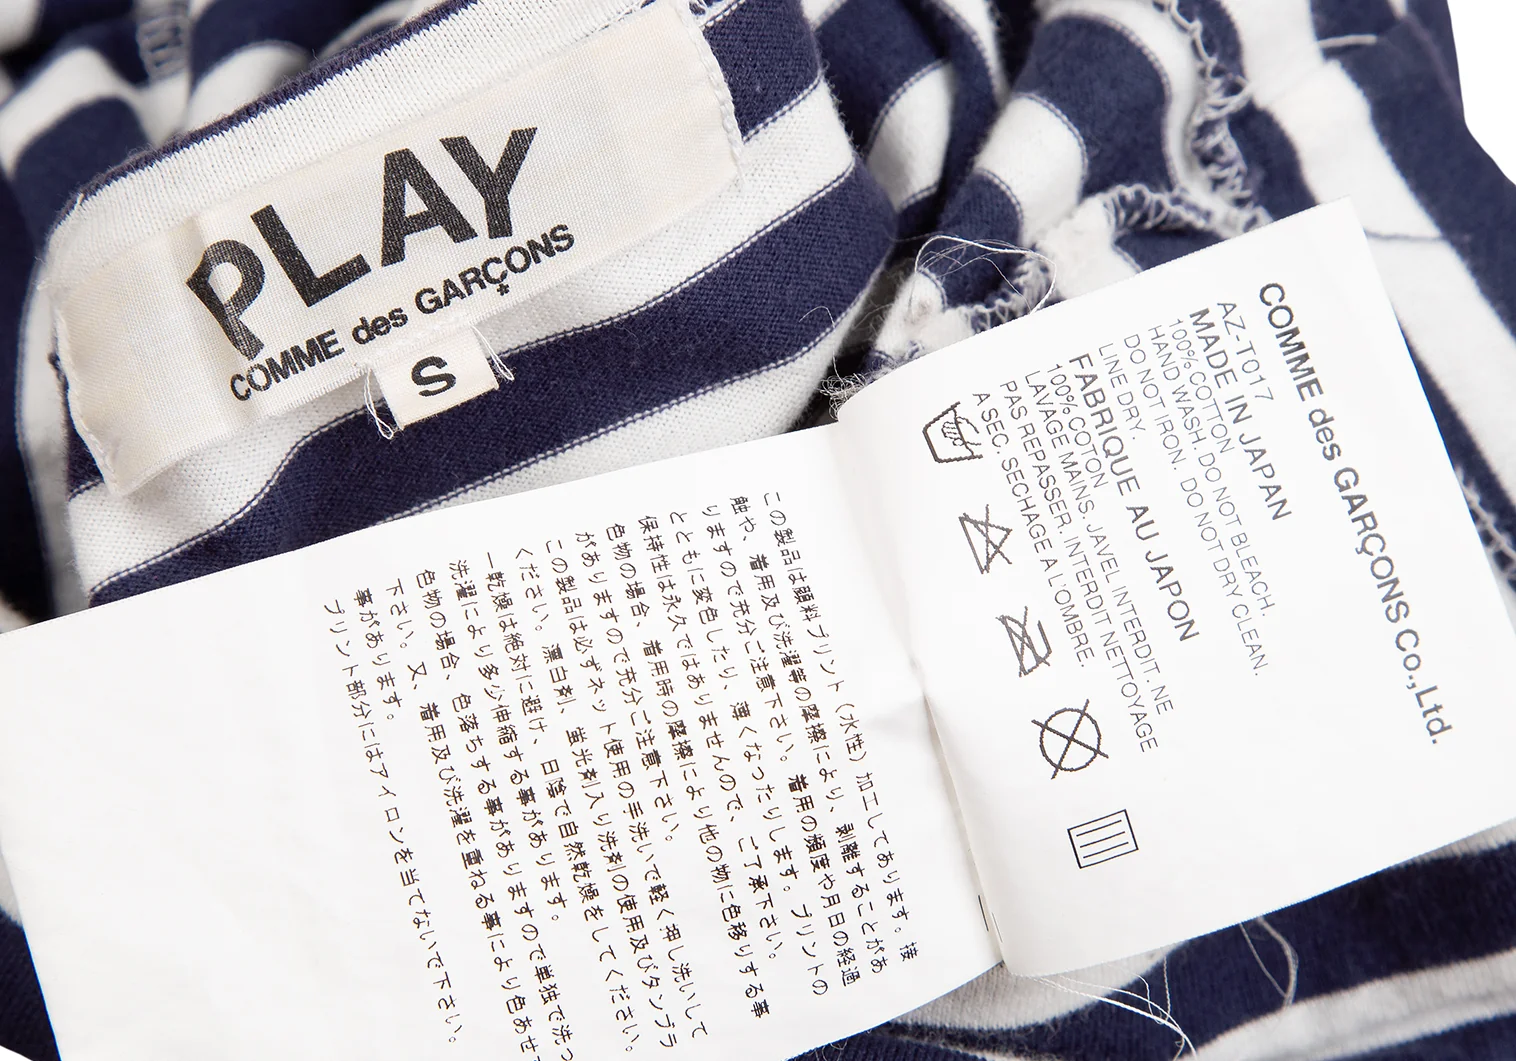 PLAY
COMME des GARÇONS
S
COMME des GARÇONS Co.,Ltd.
AZ-T017
MADE IN JAPAN
100% COTTON
HAND WASH. DO NOT BLEACH.
DO NOT IRON. DO NOT DRY CLEAN.
LINE DRY.
FABRIQUE AU JAPON
100% COTON
LAVAGE MAINS. JAVEL INTERDIT. NE
PAS REPASSER. INTERDIT NETTOYAGE
A SEC. SECHAGE A L'OMBRE.
この製品は顔料プリント(水性)加工してあります。接
触や、着用及び洗濯等の摩擦により、剥離することがあ
りますので充分ご注意下さい。着用の頻度や月日の経過
とともに変色したり、薄くなったりします。プリントの
保持性は永久ではありませんので、ご了承下さい。
色物の場合、着用時の摩擦により他の物に色移りする事
がありますので充分ご注意下さい。
この製品は必ずネット使用の手洗いで軽く押し洗いして
ください。漂白剤、蛍光剤入り洗剤の使用及びタンブラ
ー乾燥は絶対に避け、日陰で自然乾燥をしてください。
洗濯により多少伸縮する事があります。
色物の場合、色落ちする事がありますので単独で洗っ
下さい。又、着用及び洗濯を重ねる事により色あせ
事があります。
プリント部分にはアイロンを当てないで下さい。